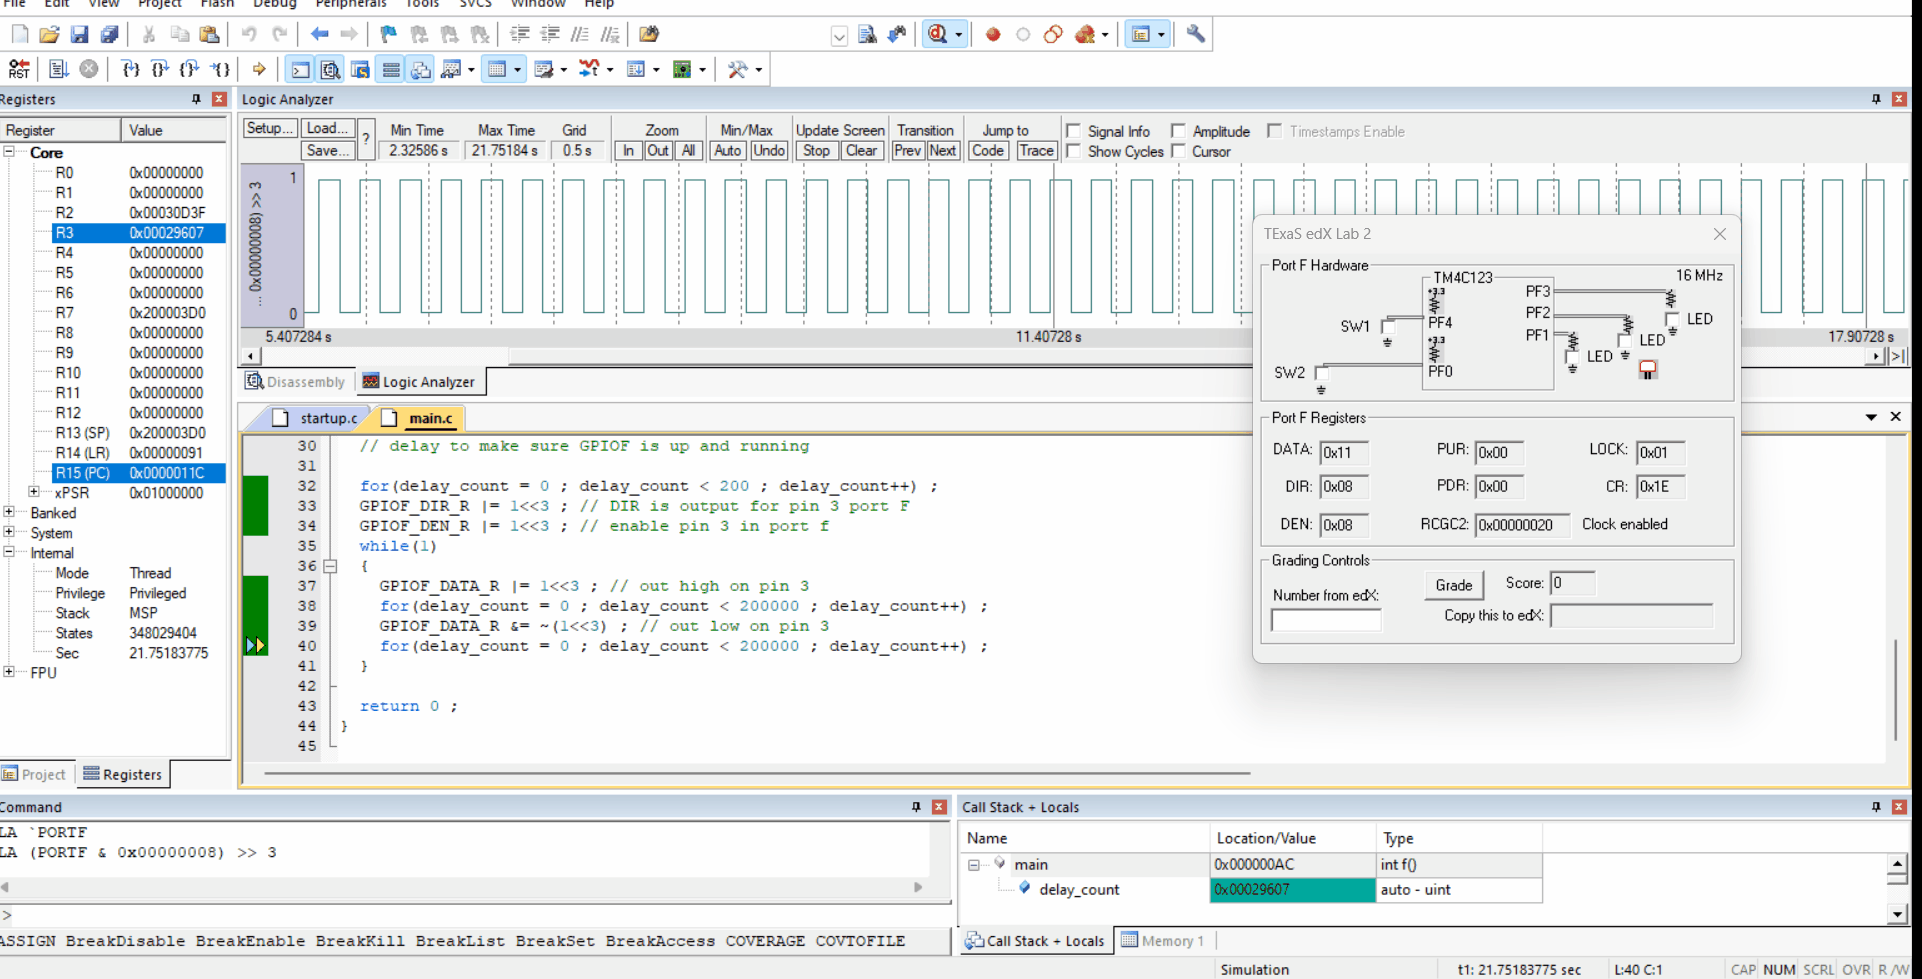 File Edit View Project Flash Debug Peripherals Tools SVCS Window Help
RST
Registers
Register Value
Core
R0 0x00000000
R1 0x00000000
R2 0x00030D3F
R3 0x00029607
R4 0x00000000
R5 0x00000000
R6 0x00000000
R7 0x200003D0
R8 0x00000000
R9 0x00000000
R10 0x00000000
R11 0x00000000
R12 0x00000000
R13 (SP) 0x200003D0
R14 (LR) 0x00000091
R15 (PC) 0x0000011C
xPSR 0x01000000
Banked
System
Internal
Mode Thread
Privilege Privileged
Stack MSP
States 348029404
Sec 21.75183775
FPU
Project Registers
Logic Analyzer
Setup... Load... ? Min Time Max Time Grid Zoom Min/Max Update Screen Transition Jump to Signal Info Amplitude Timestamps Enable
Save... 2.32586 s 21.75184 s 0.5 s In Out All Auto Undo Stop Clear Prev Next Code Trace Show Cycles Cursor
1
... 0x00000008) >> 3
0
5.407284 s 11.40728 s 17.90728 s
Disassembly Logic Analyzer
startup.c main.c
30 // delay to make sure GPIOF is up and running
31
32 for(delay_count = 0 ; delay_count < 200 ; delay_count++) ;
33 GPIOF_DIR_R |= 1<<3 ; // DIR is output for pin 3 port F
34 GPIOF_DEN_R |= 1<<3 ; // enable pin 3 in port f
35 while(1)
36 {
37 GPIOF_DATA_R |= 1<<3 ; // out high on pin 3
38 for(delay_count = 0 ; delay_count < 200000 ; delay_count++) ;
39 GPIOF_DATA_R &= ~(1<<3) ; // out low on pin 3
40 for(delay_count = 0 ; delay_count < 200000 ; delay_count++) ;
41 }
42
43 return 0 ;
44 }
45
TExaS edX Lab 2
Port F Hardware
TM4C123 16 MHz
+3.3 PF3
PF2 LED
SW1 PF4 PF1 LED
+3.3 LED
SW2 PF0
Port F Registers
DATA: 0x11 PUR: 0x00 LOCK: 0x01
DIR: 0x08 PDR: 0x00 CR: 0x1E
DEN: 0x08 RCGC2: 0x00000020 Clock enabled
Grading Controls
Number from edX: Grade Score: 0
Copy this to edX:
Command
LA `PORTF
LA (PORTF & 0x00000008) >> 3
>
ASSIGN BreakDisable BreakEnable BreakKill BreakList BreakSet BreakAccess COVERAGE COVTOFILE
Call Stack + Locals
Name Location/Value Type
main 0x000000AC int f()
delay_count 0x00029607 auto - uint
Call Stack + Locals Memory 1
Simulation t1: 21.75183775 sec L:40 C:1 CAP NUM SCRL OVR R/W